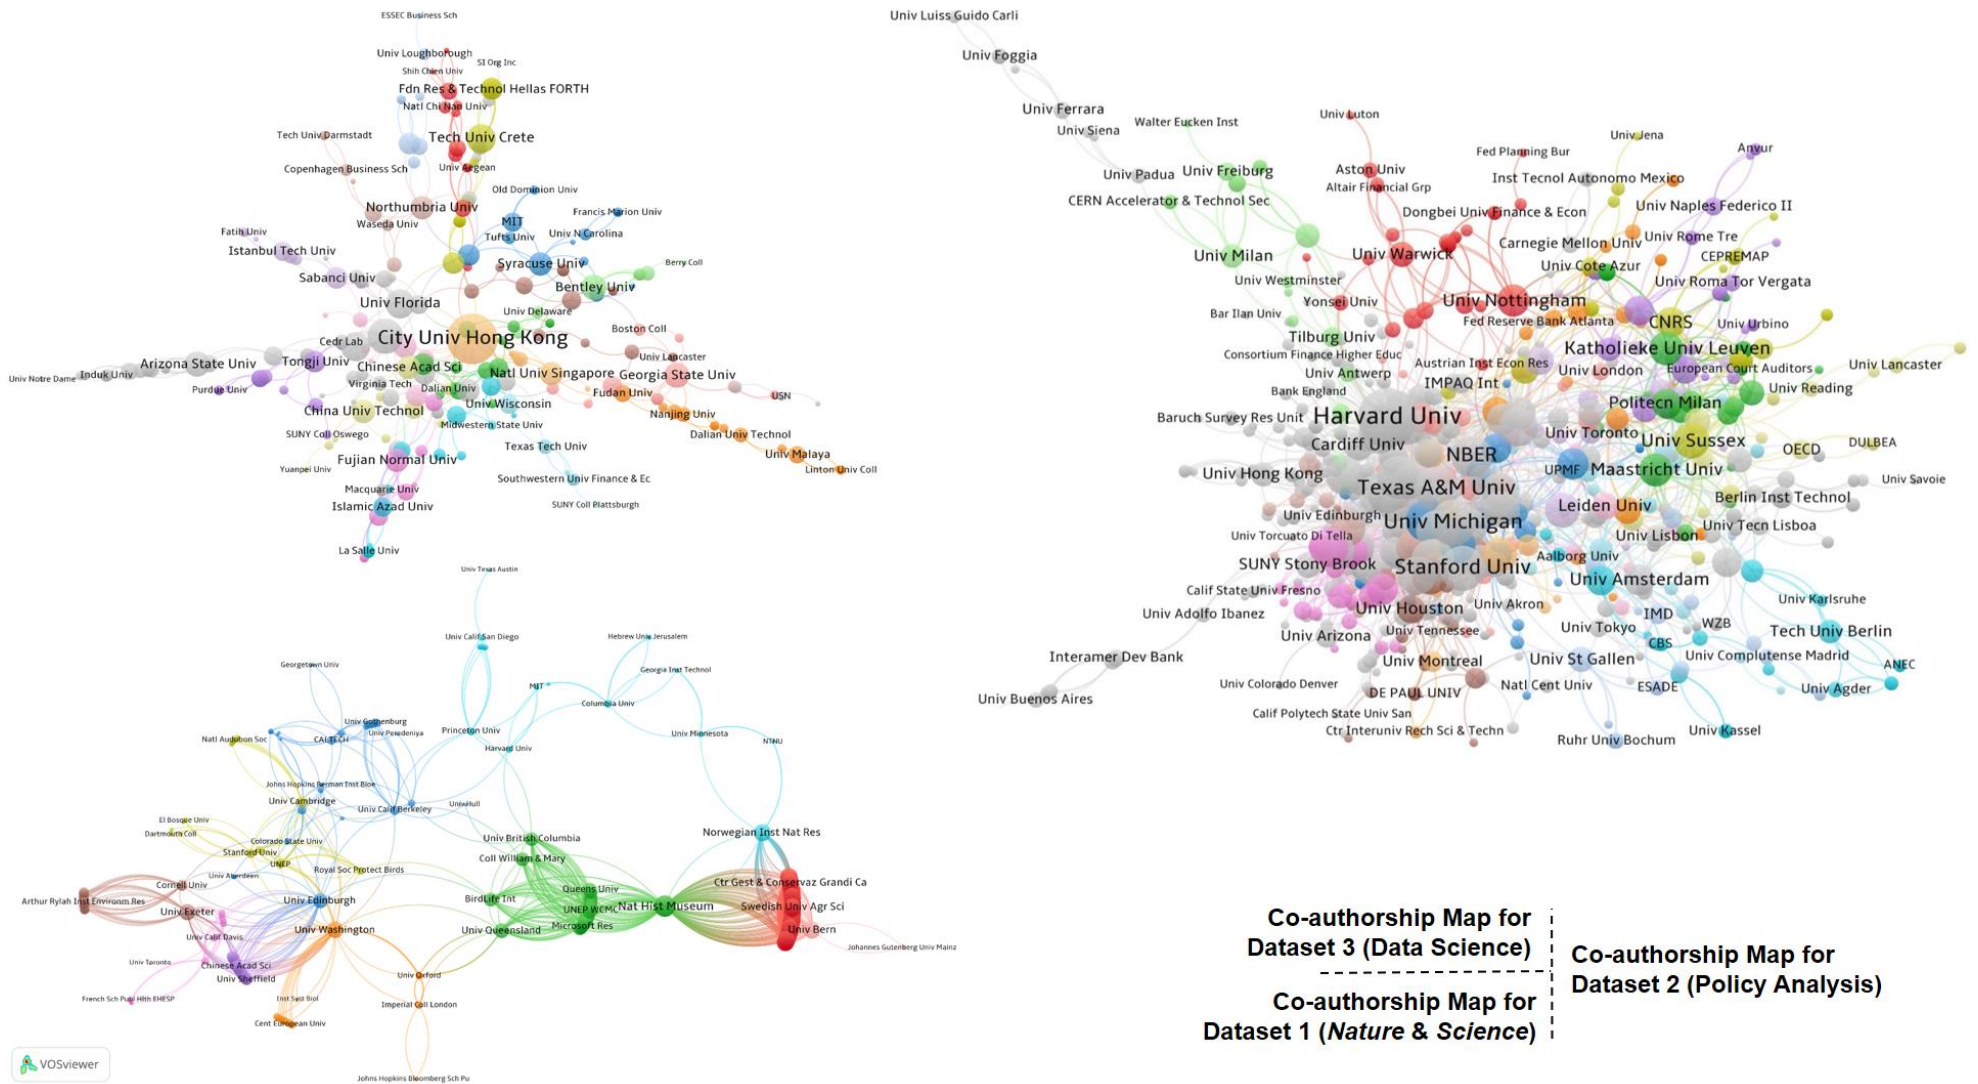 ESSEC Business Sch
Univ Loughborough
SI Org Inc
Shih Chien Univ
Fdn Res & Technol Hellas FORTH
Natl Chi Nan Univ
Tech Univ Darmstadt
Tech Univ Crete
Copenhagen Business Sch
Univ Aegean
Old Dominion Univ
Northumbria Univ
MIT
Francis Marion Univ
Waseda Univ
Fatih Univ
Tufts Univ
Univ N Carolina
Istanbul Tech Univ
Syracuse Univ
Berry Coll
Sabanci Univ
Bentley Univ
Univ Florida
Univ Delaware
Boston Coll
City Univ Hong Kong
Cedr Lab
Univ Lancaster
Arizona State Univ
Tongji Univ
Chinese Acad Sci
Natl Univ Singapore
Georgia State Univ
Univ Notre Dame
Induk Univ
Purdue Univ
Virginia Tech
Dalian Univ
Fudan Univ
USN
China Univ Technol
Univ Wisconsin
Nanjing Univ
Midwestern State Univ
SUNY Coll Oswego
Dalian Univ Technol
Texas Tech Univ
Univ Malaya
Fujian Normal Univ
Yuanpei Univ
Linton Univ Coll
Southwestern Univ Finance & Ec
Macquarie Univ
Islamic Azad Univ
SUNY Coll Plattsburgh
La Salle Univ
Univ Texas Austin
Univ Calif San Diego
Hebrew Univ Jerusalem
Georgetown Univ
Georgia Inst Technol
MIT
Columbia Univ
Univ Gothenburg
Univ Peredeniya
Princeton Univ
Univ Minnesota
Natl Audubon Soc
CALTECH
Harvard Univ
NTNU
Johns Hopkins Berman Inst Bioe
Univ Cambridge
Univ Calif Berkeley
Univ Hull
El Bosque Univ
Dartmouth Coll
Colorado State Univ
Univ British Columbia
Norwegian Inst Nat Res
Stanford Univ
UNEP
Coll William & Mary
Royal Soc Protect Birds
Univ Aberdeen
Cornell Univ
Queens Univ
Ctr Gest & Conservaz Grandi Ca
Arthur Rylah Inst Environm Res
Univ Edinburgh
BirdLife Int
Univ Exeter
UNEP WCMC
Nat Hist Museum
Swedish Univ Agr Sci
Univ Washington
Univ Queensland
Microsoft Res
Univ Bern
Univ Calif Davis
Johannes Gutenberg Univ Mainz
Univ Toronto
Chinese Acad Sci
Univ Sheffield
Univ Oxford
French Sch Publ Hlth EHESP
Inst Syst Biol
Imperial Coll London
Cent European Univ
Johns Hopkins Bloomberg Sch Pu
VOSviewer
Univ Luiss Guido Carli
Univ Foggia
Univ Ferrara
Univ Siena
Walter Eucken Inst
Univ Luton
Univ Jena
Univ Padua
Univ Freiburg
Aston Univ
Fed Planning Bur
Anvur
Altair Financial Grp
Inst Tecnol Autonomo Mexico
CERN Accelerator & Technol Sec
Dongbei Univ Finance & Econ
Univ Naples Federico II
Carnegie Mellon Univ
Univ Rome Tre
Univ Milan
Univ Warwick
Univ Cote Azur
CEPREMAP
Univ Westminster
Univ Roma Tor Vergata
Yonsei Univ
Univ Nottingham
Bar Ilan Univ
Fed Reserve Bank Atlanta
CNRS
Univ Urbino
Tilburg Univ
Katholieke Univ Leuven
Consortium Finance Higher Educ
Austrian Inst Econ Res
Univ London
European Court Auditors
Univ Lancaster
Univ Antwerp
IMPAQ Int
Univ Reading
Bank England
Politecn Milan
Baruch Survey Res Unit
Harvard Univ
Univ Toronto
Univ Sussex
Cardiff Univ
NBER
OECD
DULBEA
Univ Hong Kong
UPMF
Maastricht Univ
Univ Savoie
Texas A&M Univ
Leiden Univ
Berlin Inst Technol
Univ Edinburgh
Univ Michigan
Univ Tecn Lisboa
Univ Torcuato Di Tella
Univ Lisbon
SUNY Stony Brook
Stanford Univ
Aalborg Univ
Univ Amsterdam
Calif State Univ Fresno
Univ Karlsruhe
Univ Adolfo Ibanez
Univ Houston
Univ Akron
IMD
WZB
Univ Arizona
Univ Tennessee
Univ Tokyo
CBS
Tech Univ Berlin
Interamer Dev Bank
Univ Montreal
Univ St Gallen
Univ Complutense Madrid
ANEC
Univ Buenos Aires
Univ Colorado Denver
DE PAUL UNIV
Natl Cent Univ
ESADE
Univ Agder
Calif Polytech State Univ San
Ctr Interuniv Rech Sci & Techn
Ruhr Univ Bochum
Univ Kassel
Co-authorship Map for
Dataset 3 (Data Science)
Co-authorship Map for
Dataset 1 (Nature & Science)
Co-authorship Map for
Dataset 2 (Policy Analysis)